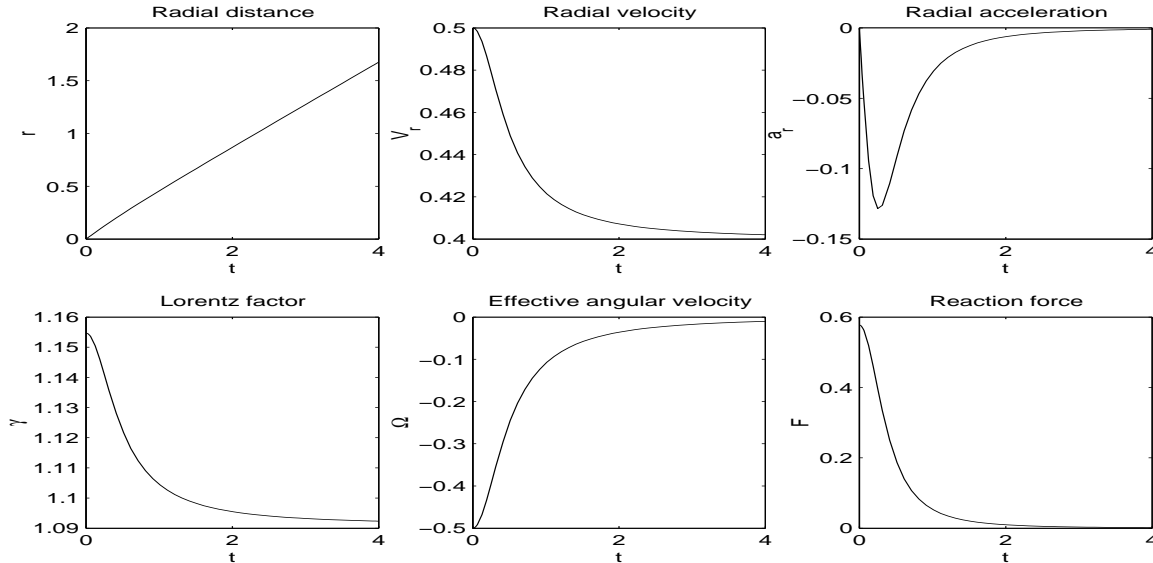 Radial distance
2
1.5
1
0.5
0
r
0
2
4
t
Radial velocity
0.5
0.48
0.46
0.44
0.42
0.4
V_r
0
2
4
t
Radial acceleration
0
−0.05
−0.1
−0.15
a_r
0
2
4
t
Lorentz factor
1.16
1.15
1.14
1.13
1.12
1.11
1.1
1.09
γ
0
2
4
t
Effective angular velocity
0
−0.1
−0.2
−0.3
−0.4
−0.5
Ω
0
2
4
t
Reaction force
0.6
0.4
0.2
0
F
0
2
4
t